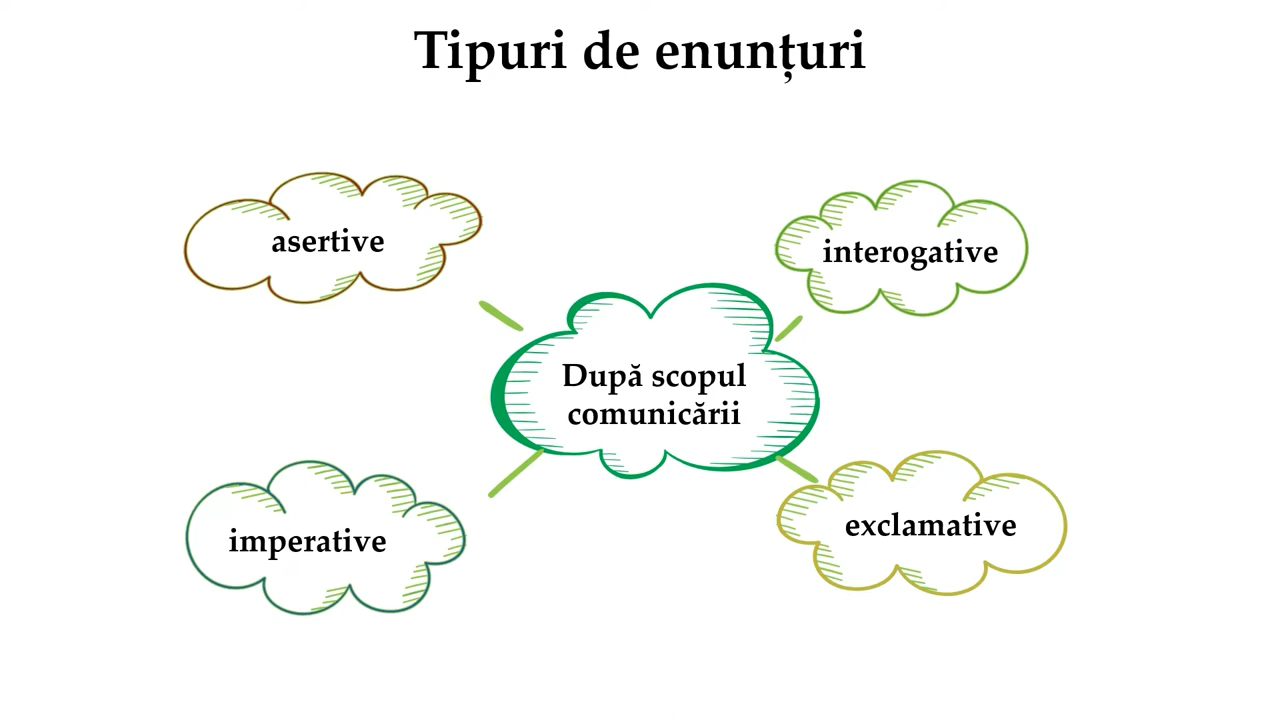 Tipuri de enunțuri
asertive
interogative
După scopul
comunicării
imperative
exclamative